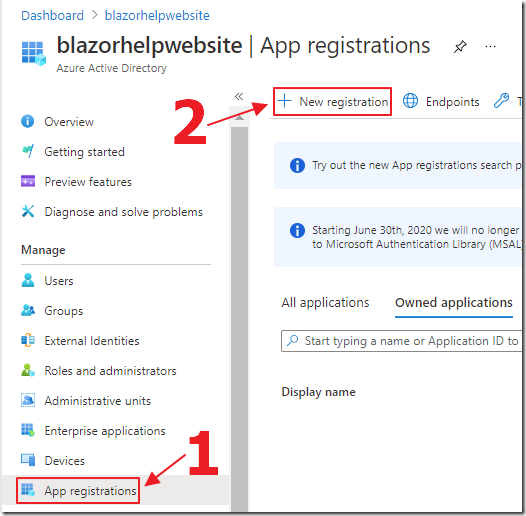 Dashboard > blazorhelpwebsite
blazorhelpwebsite | App registrations
Azure Active Directory
Overview
Getting started
Preview features
Diagnose and solve problems
Manage
Users
Groups
External Identities
Roles and administrators
Administrative units
Enterprise applications
Devices
App registrations
1
2
New registration
Endpoints
Try out the new App registrations search
Starting June 30th, 2020 we will no longer
to Microsoft Authentication Library (MSAL
All applications
Owned applications
Start typing a name or Application ID to
Display name